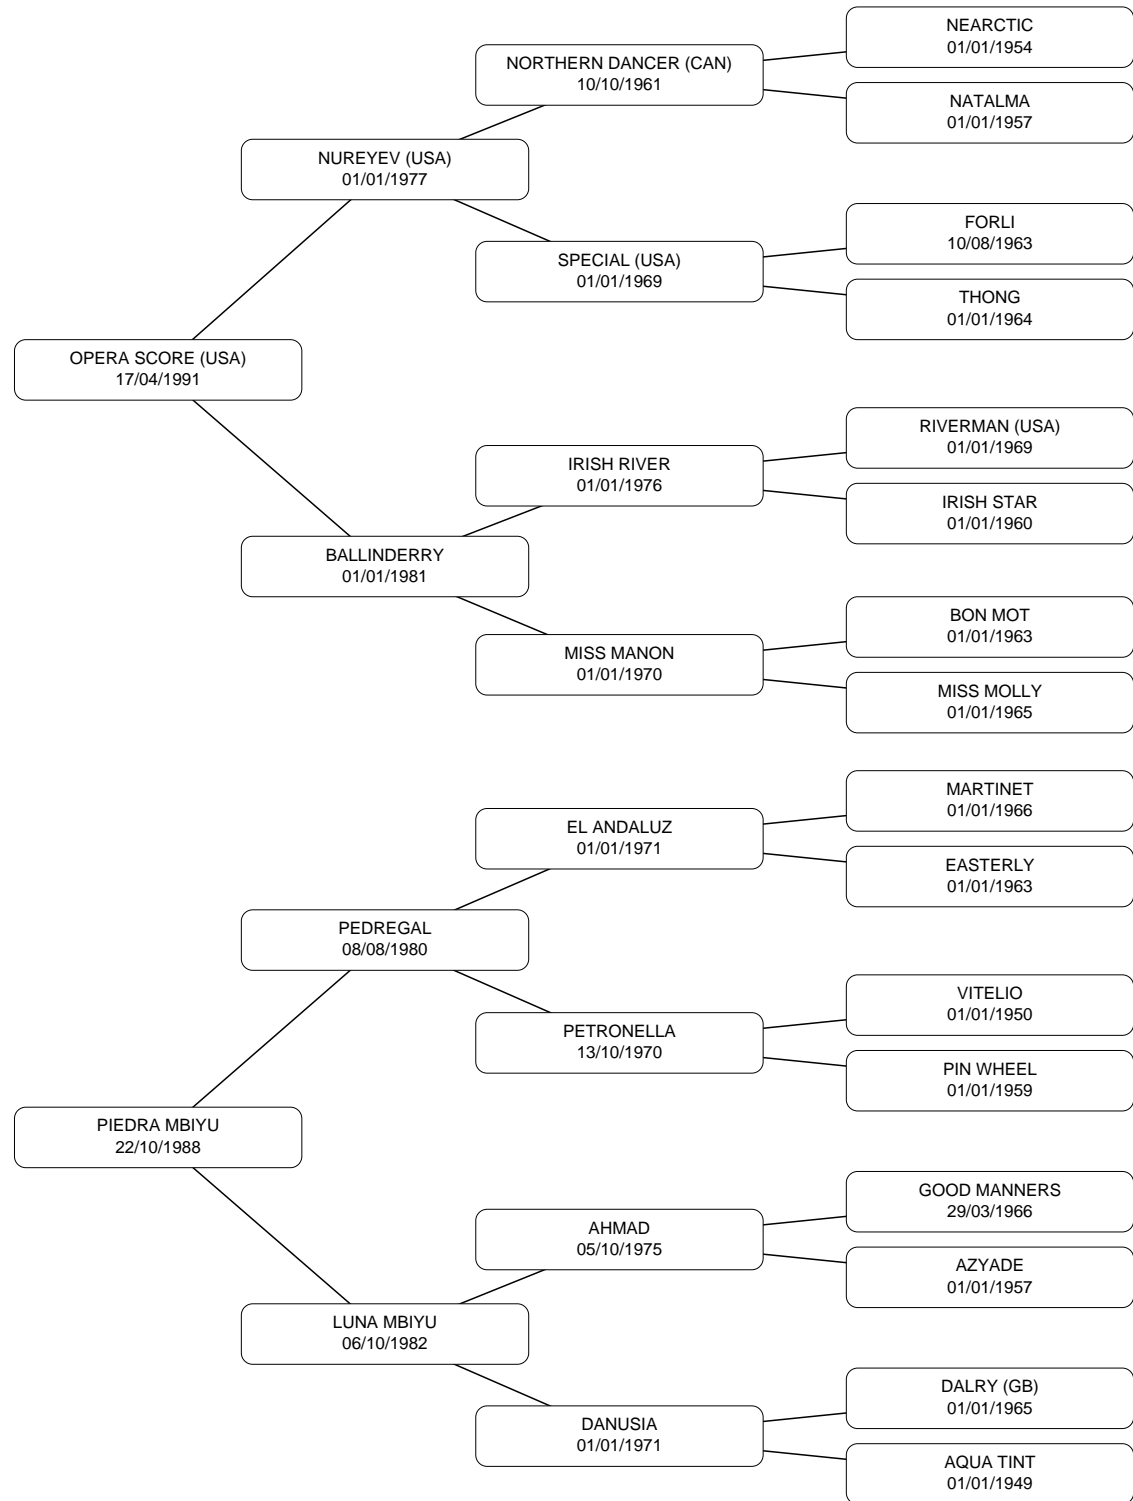 NEARCTIC
01/01/1954
NORTHERN DANCER (CAN)
10/10/1961
NATALMA
01/01/1957
NUREYEV (USA)
01/01/1977
FORLI
10/08/1963
SPECIAL (USA)
01/01/1969
THONG
01/01/1964
OPERA SCORE (USA)
17/04/1991
RIVERMAN (USA)
01/01/1969
IRISH RIVER
01/01/1976
IRISH STAR
01/01/1960
BALLINDERRY
01/01/1981
BON MOT
01/01/1963
MISS MANON
01/01/1970
MISS MOLLY
01/01/1965
MARTINET
01/01/1966
EL ANDALUZ
01/01/1971
EASTERLY
01/01/1963
PEDREGAL
08/08/1980
VITELIO
01/01/1950
PETRONELLA
13/10/1970
PIN WHEEL
01/01/1959
PIEDRA MBIYU
22/10/1988
GOOD MANNERS
29/03/1966
AHMAD
05/10/1975
AZYADE
01/01/1957
LUNA MBIYU
06/10/1982
DALRY (GB)
01/01/1965
DANUSIA
01/01/1971
AQUA TINT
01/01/1949